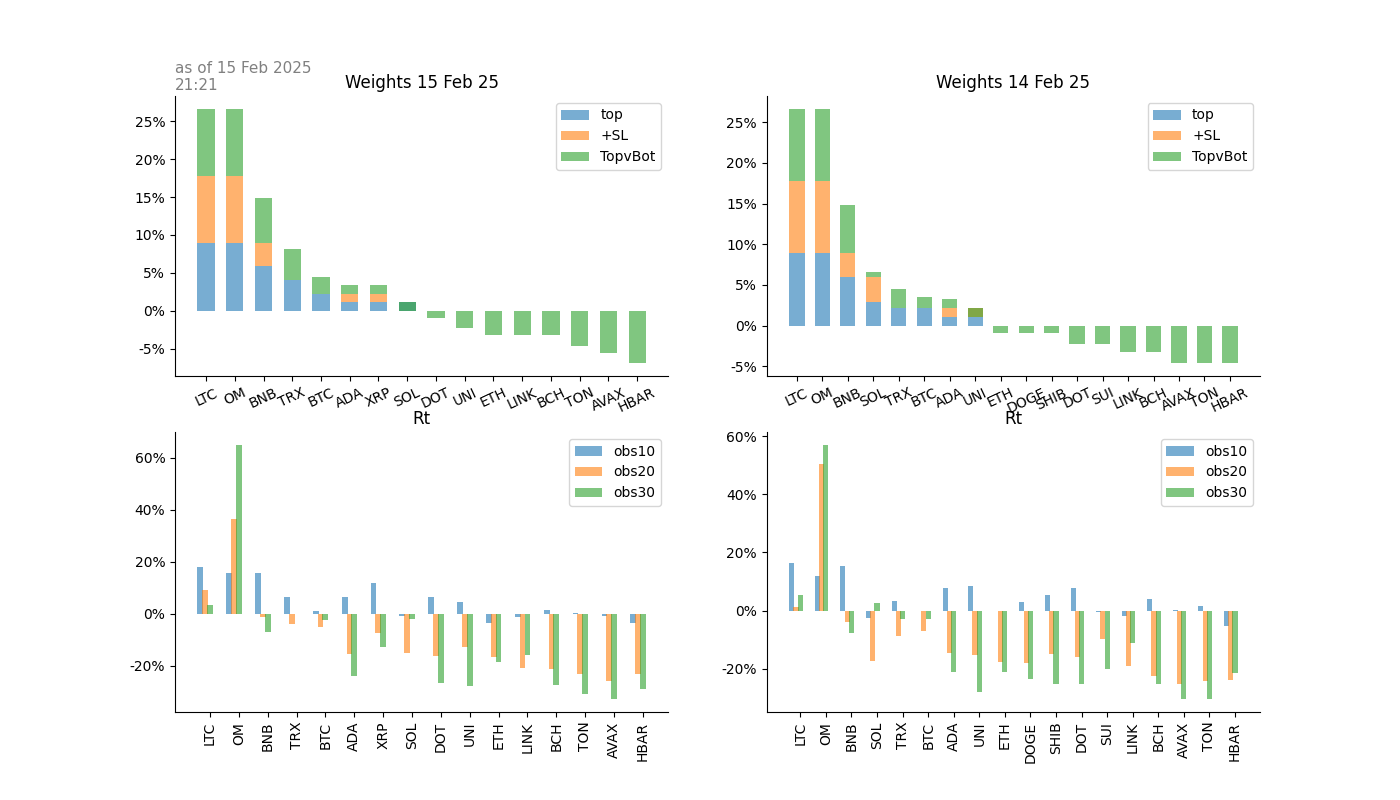 as of 15 Feb 2025
21:21
Weights 15 Feb 25
25%
20%
15%
10%
5%
0%
-5%
top
+SL
TopvBot
LTC OM BNB TRX BTC ADA XRP SOL DOT UNI ETH LINK BCH TON AVAX HBAR
Weights 14 Feb 25
25%
20%
15%
10%
5%
0%
-5%
top
+SL
TopvBot
LTC OM BNB SOL TRX BTC ADA UNI ETH DOGE SHIB DOT SUI LINK BCH AVAX TON HBAR
Rt
60%
40%
20%
0%
-20%
obs10
obs20
obs30
LTC OM BNB TRX BTC ADA XRP SOL DOT UNI ETH LINK BCH TON AVAX HBAR
Rt
60%
40%
20%
0%
-20%
obs10
obs20
obs30
LTC OM BNB SOL TRX BTC ADA UNI ETH DOGE SHIB DOT SUI LINK BCH AVAX TON HBAR